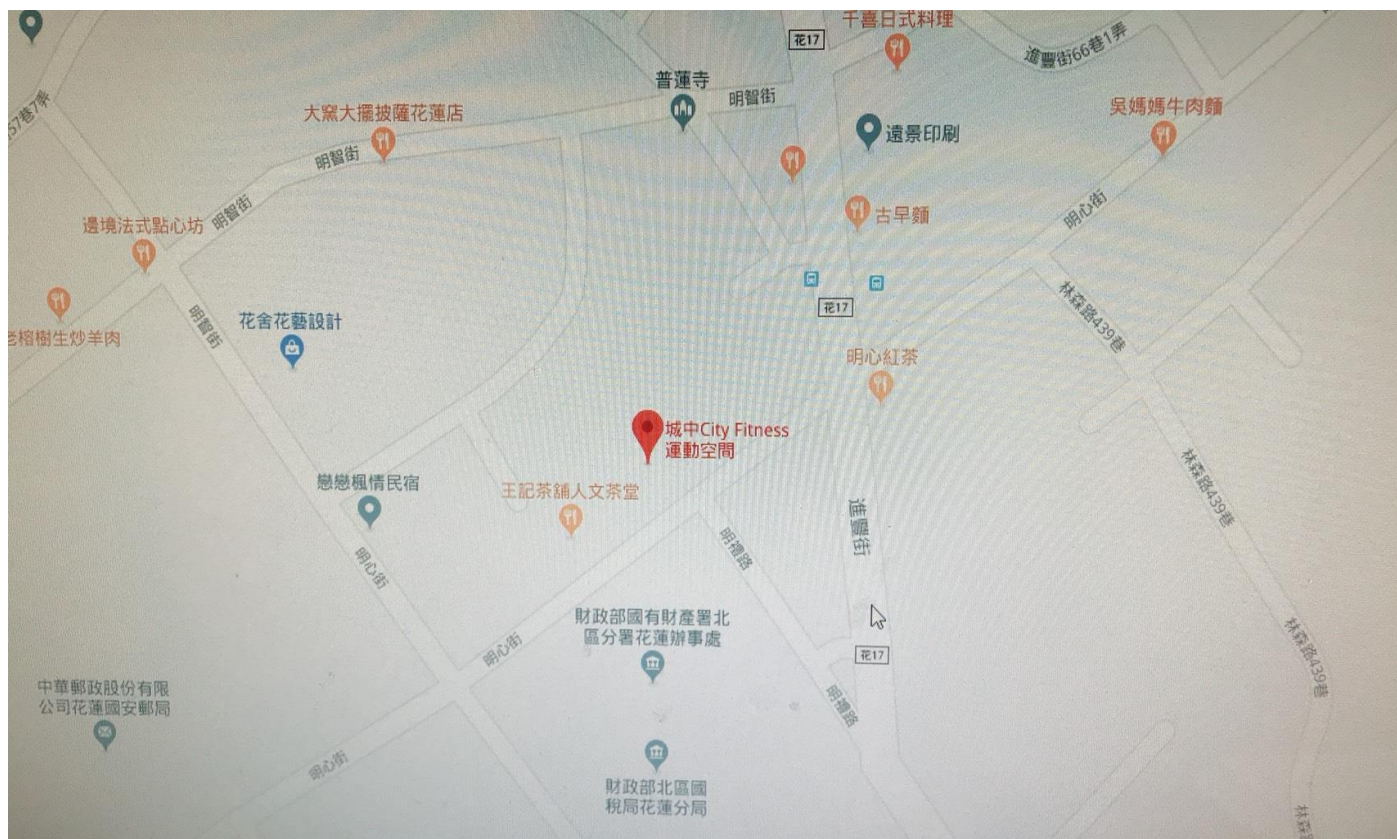 千喜日式料理
花17
進豐街66巷1弄
普蓮寺
明智街
大窯大擺披薩花蓮店
吳媽媽牛肉麵
57巷7弄
遠景印刷
明智街
明智街
明心街
古早麵
邊境法式點心坊
花17
林森路439巷
老榕樹生炒羊肉
明智街
花舍花藝設計
明心紅茶
城中City Fitness
運動空間
林森路439巷
戀戀楓情民宿
王記茶舖人文茶堂
進豐街
明禮路
明心街
財政部國有財產署北
區分署花蓮辦事處
明心街
花17
林森路439巷
中華郵政股份有限
公司花蓮國安郵局
明禮路
明心街
財政部北區國
稅局花蓮分局
林森